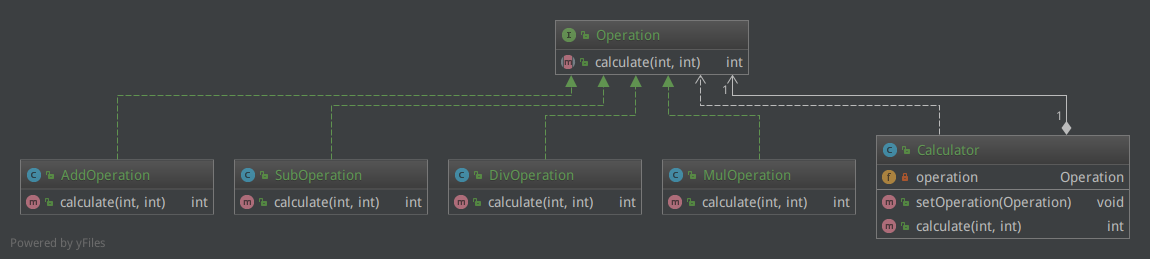 Operation
calculate(int, int) int
1
1
Calculator
operation Operation
setOperation(Operation) void
calculate(int, int) int
AddOperation
calculate(int, int) int
SubOperation
calculate(int, int) int
DivOperation
calculate(int, int) int
MulOperation
calculate(int, int) int
Powered by yFiles